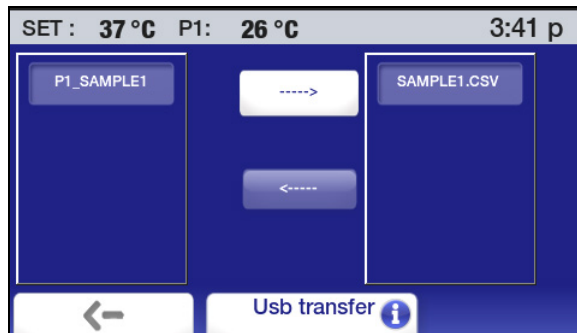 SET : 37 °C P1: 26 °C 3:41 p
P1_SAMPLE1
----->
SAMPLE1.CSV
<-----
Usb transfer i